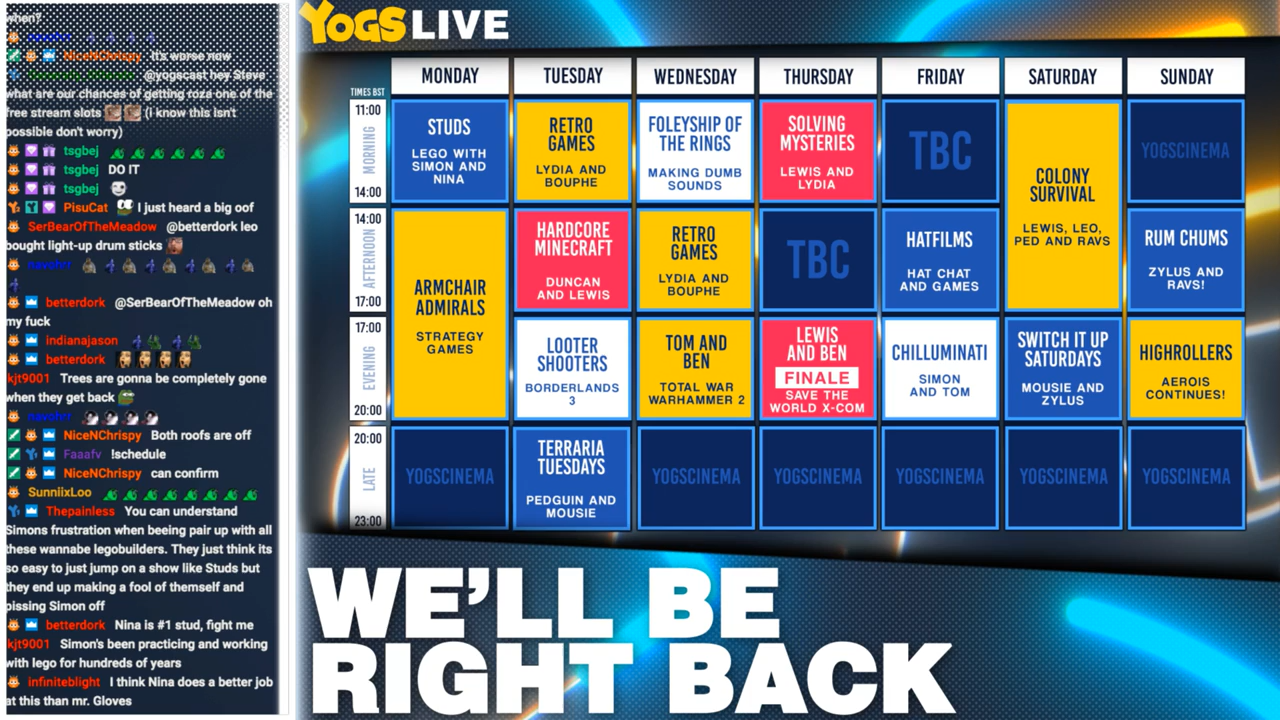 when?
navohrr
NiceNChrispy It's worse now
@yogscast hey Steve
what are our chances of getting roza one of the
free stream slots (i know this isn't
possible don't worry)
tsgbej
tsgbej DO IT
tsgbej
PisuCat I just heard a big oof
SerBearOfTheMeadow @betterdork leo
bought light-up drum sticks
navohrr
betterdork @SerBearOfTheMeadow oh
my fuck
indianajason
betterdork
kjt9001 Trees are gonna be completely gone
when they get back
navohrr
NiceNChrispy Both roofs are off
Faaafv !schedule
NiceNChrispy can confirm
SunniixLoo
Thepainless You can understand
Simons frustration when beeing pair up with all
these wannabe legobuilders. They just think its
so easy to just jump on a show like Studs but
they end up making a fool of themself and
pissing Simon off
betterdork Nina is #1 stud, fight me
kjt9001 Simon's been practicing and working
with lego for hundreds of years
infiniteblight I think Nina does a better job
at this than mr. Gloves
YOGS LIVE
TIMES BST
MONDAY
TUESDAY
WEDNESDAY
THURSDAY
FRIDAY
SATURDAY
SUNDAY
11:00
MORNING
14:00
STUDS
LEGO WITH
SIMON AND
NINA
RETRO
GAMES
LYDIA AND
BOUPHE
FOLEYSHIP OF
THE RINGS
MAKING DUMB
SOUNDS
SOLVING
MYSTERIES
LEWIS AND
LYDIA
TBC
COLONY
SURVIVAL
LEWIS, LEO,
PED AND RAVS
YOGSCINEMA
14:00
AFTERNOON
17:00
ARMCHAIR
ADMIRALS
STRATEGY
GAMES
HARDCORE
MINECRAFT
DUNCAN
AND LEWIS
RETRO
GAMES
LYDIA AND
BOUPHE
TBC
HATFILMS
HAT CHAT
AND GAMES
RUM CHUMS
ZYLUS AND
RAVS!
17:00
EVENING
20:00
LOOTER
SHOOTERS
BORDERLANDS
3
TOM AND
BEN
TOTAL WAR
WARHAMMER 2
LEWIS
AND BEN
FINALE
SAVE THE
WORLD X-COM
CHILLUMINATI
SIMON
AND TOM
SWITCH IT UP
SATURDAYS
MOUSIE AND
ZYLUS
HIGHROLLERS
AEROIS
CONTINUES!
20:00
LATE
23:00
YOGSCINEMA
TERRARIA
TUESDAYS
PEDGUIN AND
MOUSIE
YOGSCINEMA
YOGSCINEMA
YOGSCINEMA
YOGSCINEMA
YOGSCINEMA
WE'LL BE
RIGHT BACK